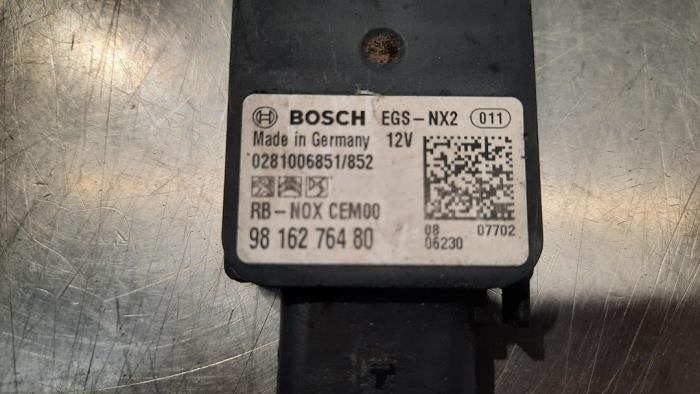 BOSCH EGS-NX2 011
Made in Germany 12V
0281006851/852
RB-NOX CEM00
98 162 764 80
08 07702
06230